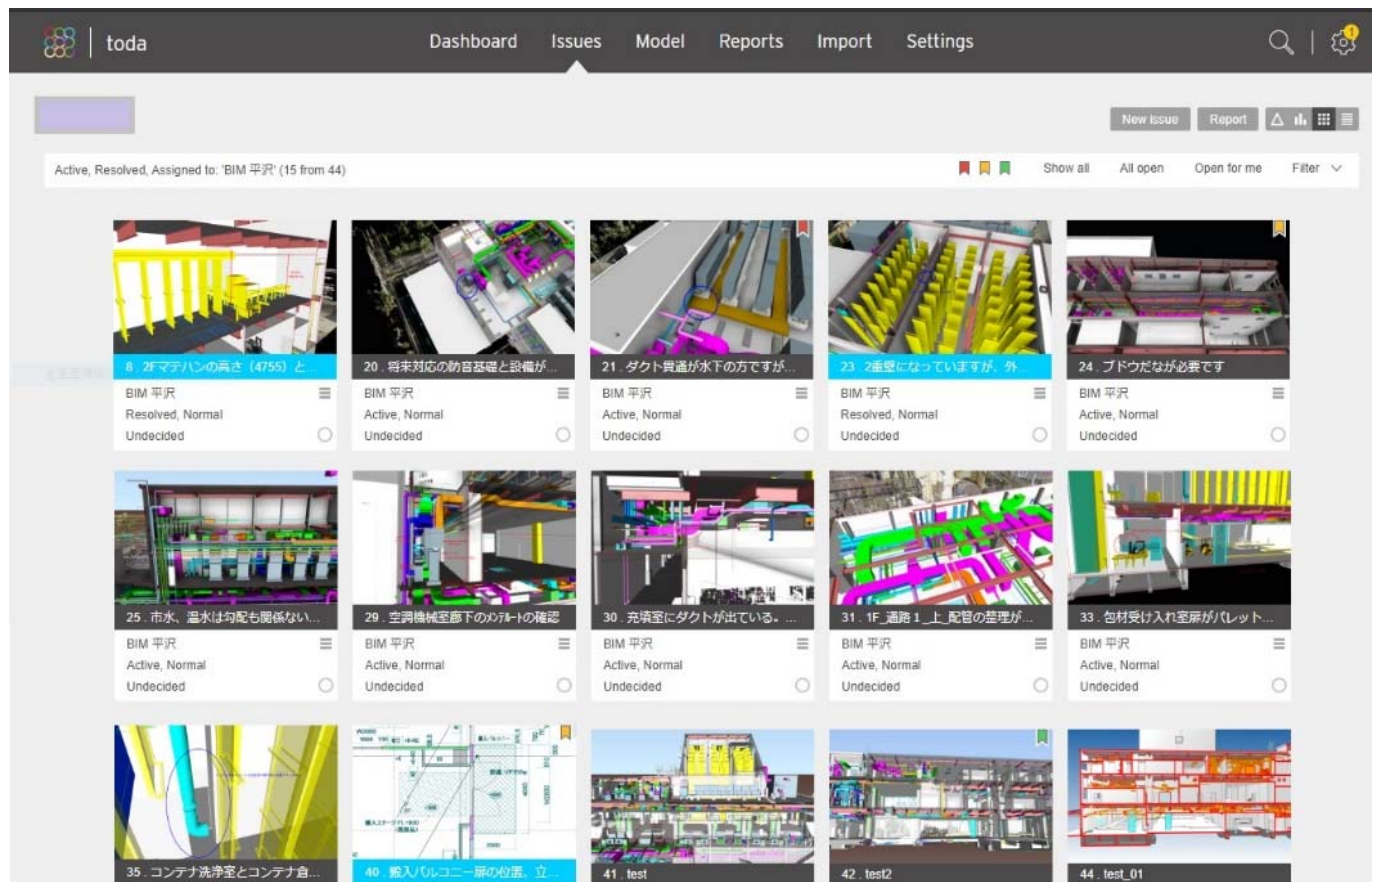 toda
Dashboard Issues Model Reports Import Settings
1
New issue Report
Active, Resolved, Assigned to: 'BIM 平沢' (15 from 44)
Show all All open Open for me Filter
8 . 2Fマテハンの高さ（4755）と...
20 . 将来対応の防音基礎と設備が...
21 . ダクト貫通が水下の方ですが...
23 . 2重壁になっていますが、外...
24 . ブドウだなが必要です
BIM 平沢
BIM 平沢
BIM 平沢
BIM 平沢
BIM 平沢
Resolved, Normal
Active, Normal
Active, Normal
Resolved, Normal
Active, Normal
Undecided
Undecided
Undecided
Undecided
Undecided
25 . 市水、温水は勾配も関係ない...
29 . 空調機械室廊下のメンテルートの確認
30 . 充填室にダクトが出ている。...
31 . 1F_通路１_上_配管の整理が...
33 . 包材受け入れ室扉がパレット...
BIM 平沢
BIM 平沢
BIM 平沢
BIM 平沢
BIM 平沢
Active, Normal
Active, Normal
Active, Normal
Active, Normal
Active, Normal
Undecided
Undecided
Undecided
Undecided
Undecided
35 . コンテナ洗浄室とコンテナ倉...
40 . 搬入バルコニー扉の位置、立...
41 . test
42 . test2
44 . test_01